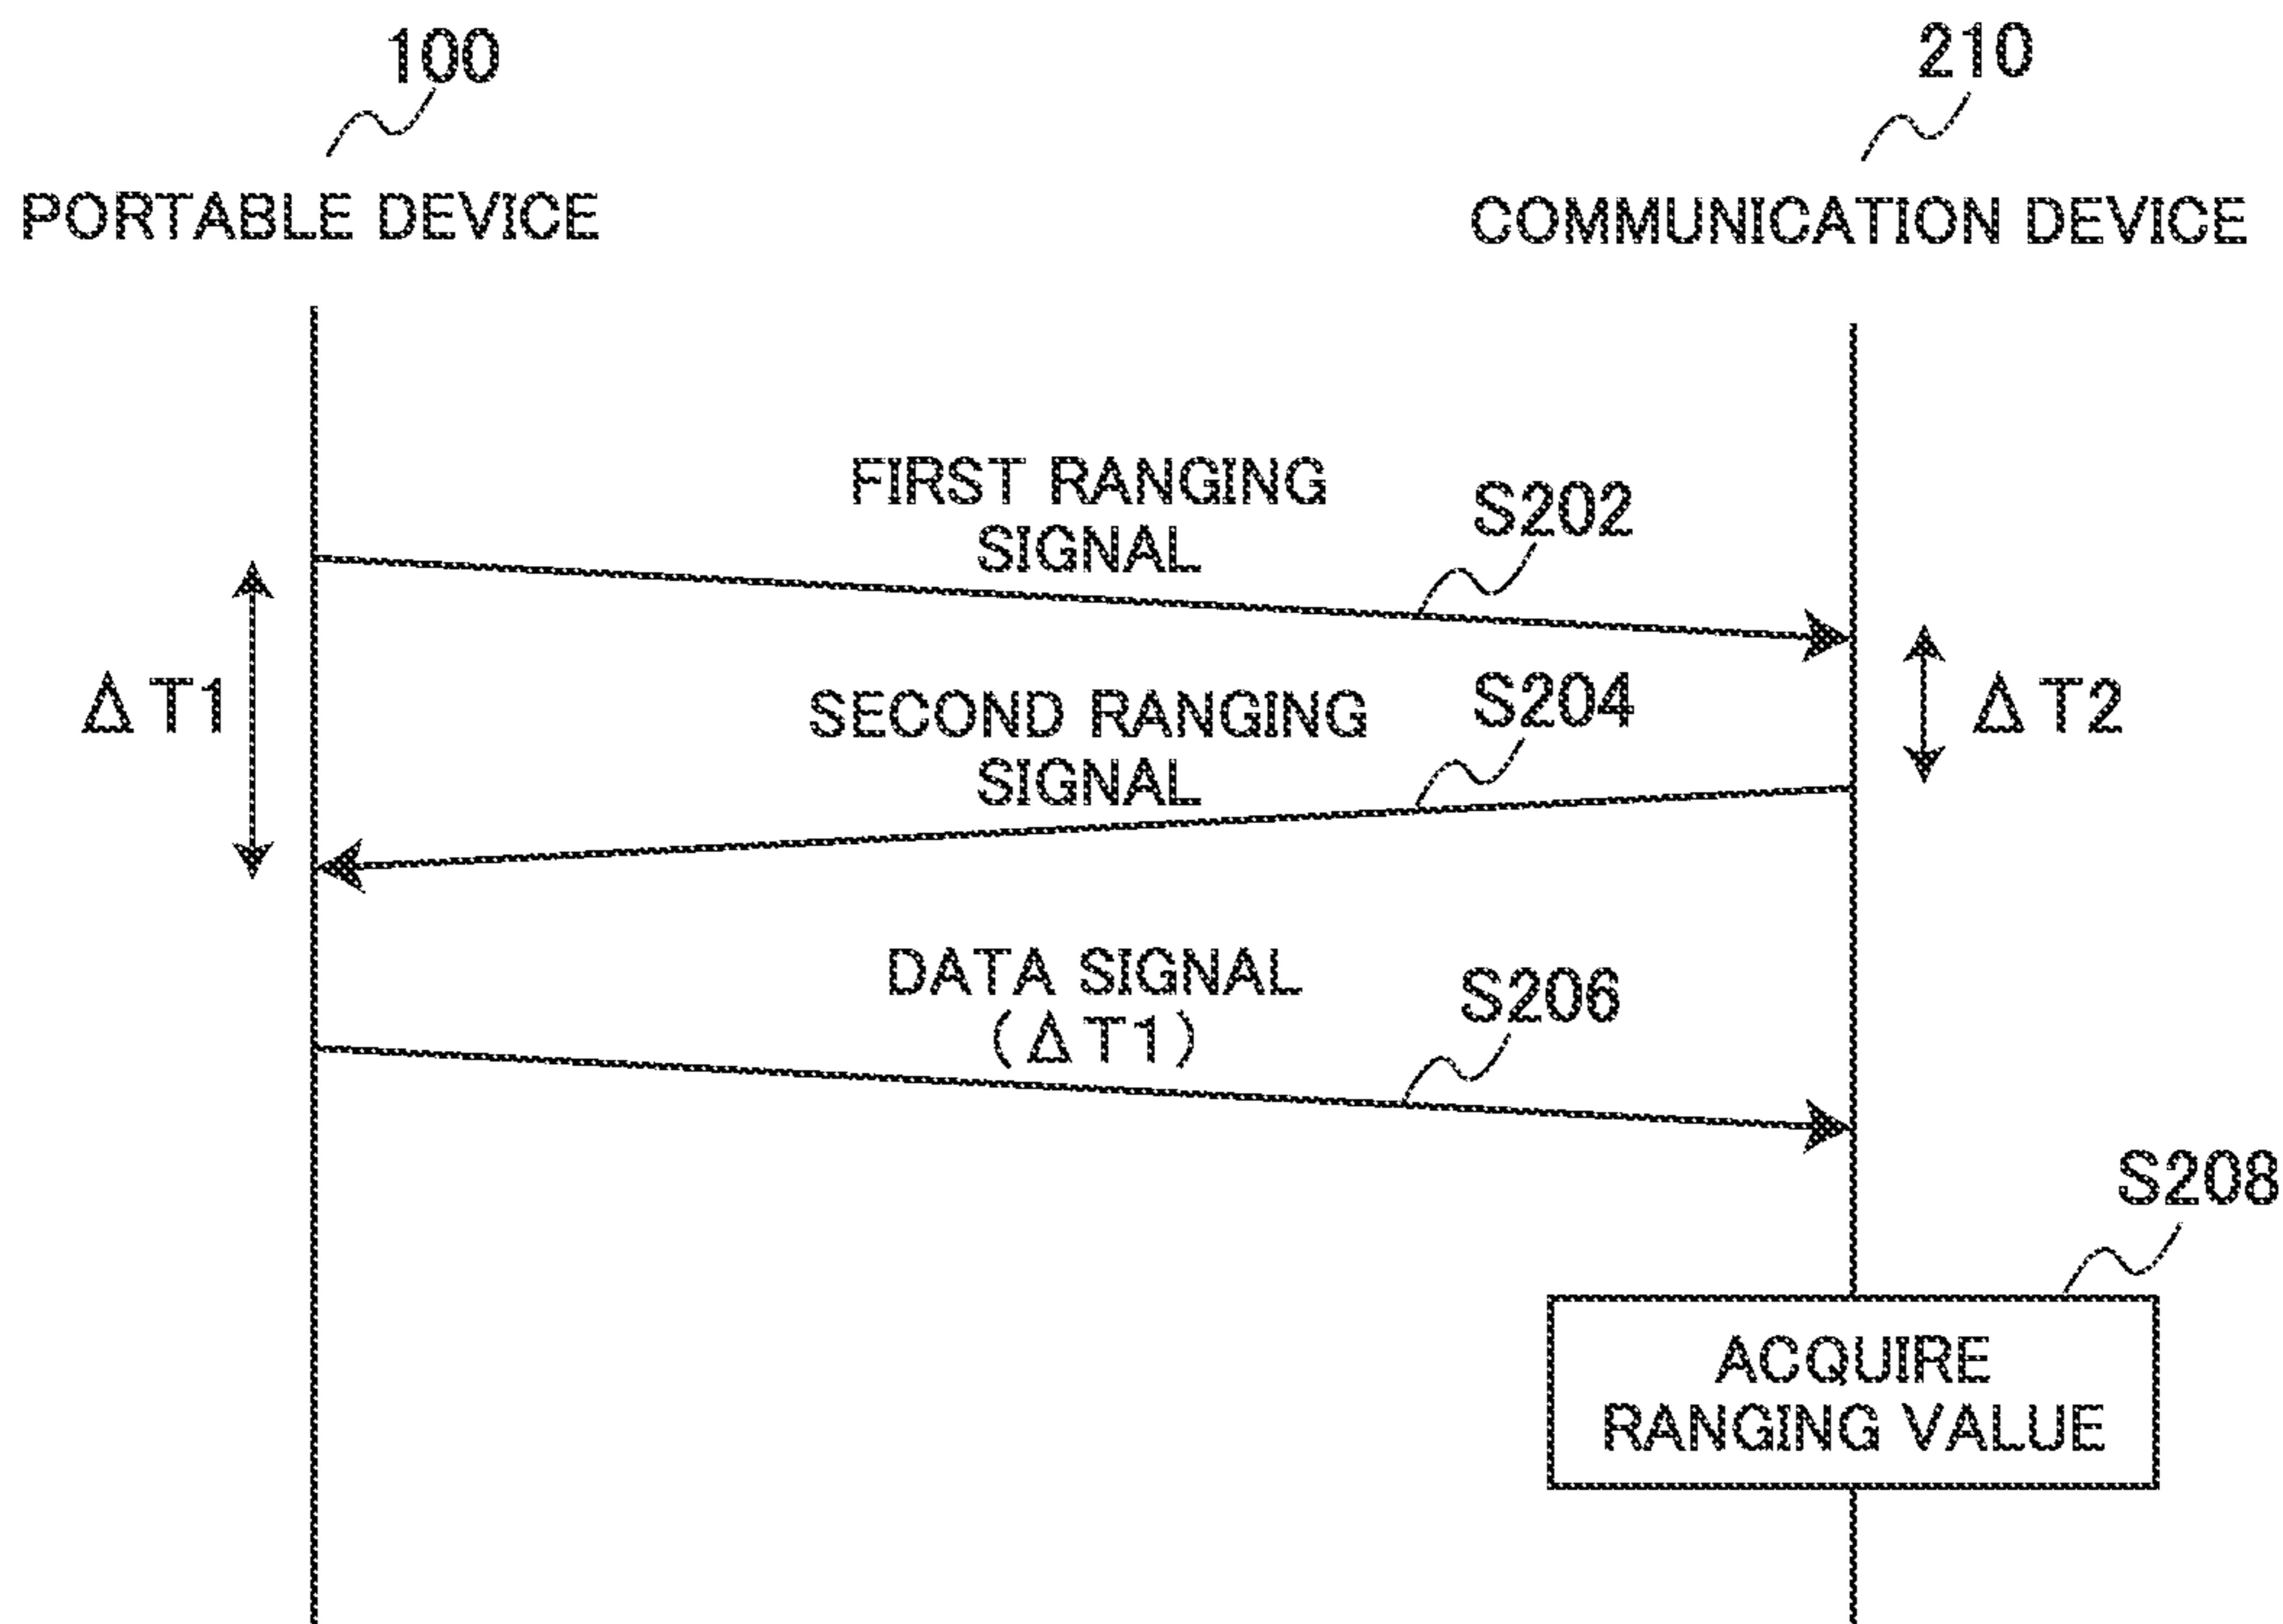 100
210
PORTABLE DEVICE
COMMUNICATION DEVICE
FIRST RANGING
SIGNAL
S202
ΔT1
SECOND RANGING
SIGNAL
S204
ΔT2
DATA SIGNAL
(ΔT1)
S206
S208
ACQUIRE
RANGING VALUE